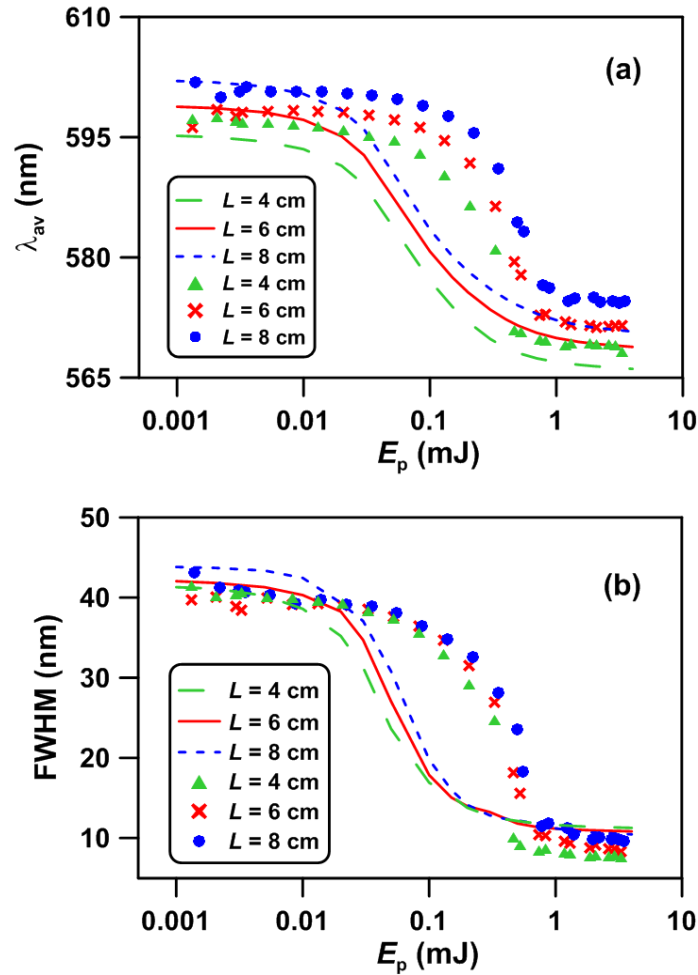 610
(a)
595
λav (nm)
L = 4 cm
L = 6 cm
L = 8 cm
L = 4 cm
L = 6 cm
L = 8 cm
580
565
0.001 0.01 0.1 1 10
Ep (mJ)
50
(b)
40
FWHM (nm)
30
L = 4 cm
L = 6 cm
L = 8 cm
L = 4 cm
L = 6 cm
L = 8 cm
20
10
0.001 0.01 0.1 1 10
Ep (mJ)